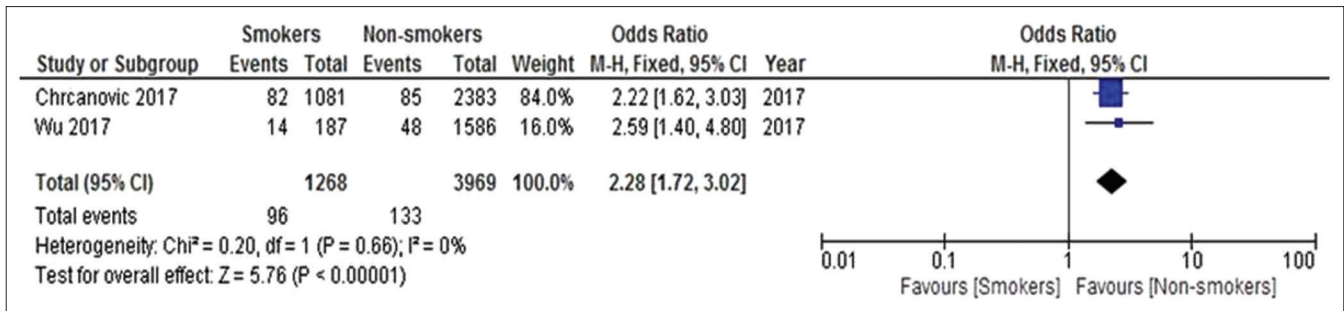 Smokers Non-smokers Odds Ratio Odds Ratio
Study or Subgroup Events Total Events Total Weight M-H, Fixed, 95% CI Year M-H, Fixed, 95% CI
Chrcanovic 2017 82 1081 85 2383 84.0% 2.22 [1.62, 3.03] 2017
Wu 2017 14 187 48 1586 16.0% 2.59 [1.40, 4.80] 2017
Total (95% CI) 1268 3969 100.0% 2.28 [1.72, 3.02]
Total events 96 133
Heterogeneity: Chi² = 0.20, df = 1 (P = 0.66); I² = 0%
Test for overall effect: Z = 5.76 (P < 0.00001)
0.01 0.1 1 10 100
Favours [Smokers] Favours [Non-smokers]